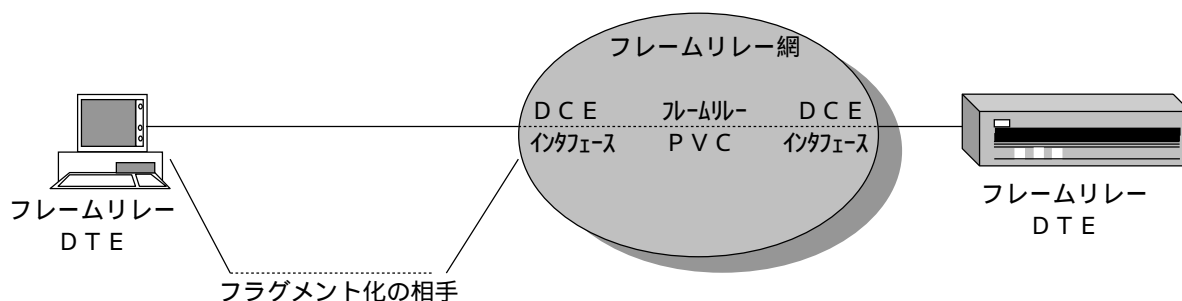 フレームリレー網
ＤＣＥ ﾌﾚｰﾑﾘﾚｰ ＤＣＥ
ｲﾝﾀﾌｪｰｽ ＰＶＣ ｲﾝﾀﾌｪｰｽ
フレームリレー
ＤＴＥ
フレームリレー
ＤＴＥ
フラグメント化の相手